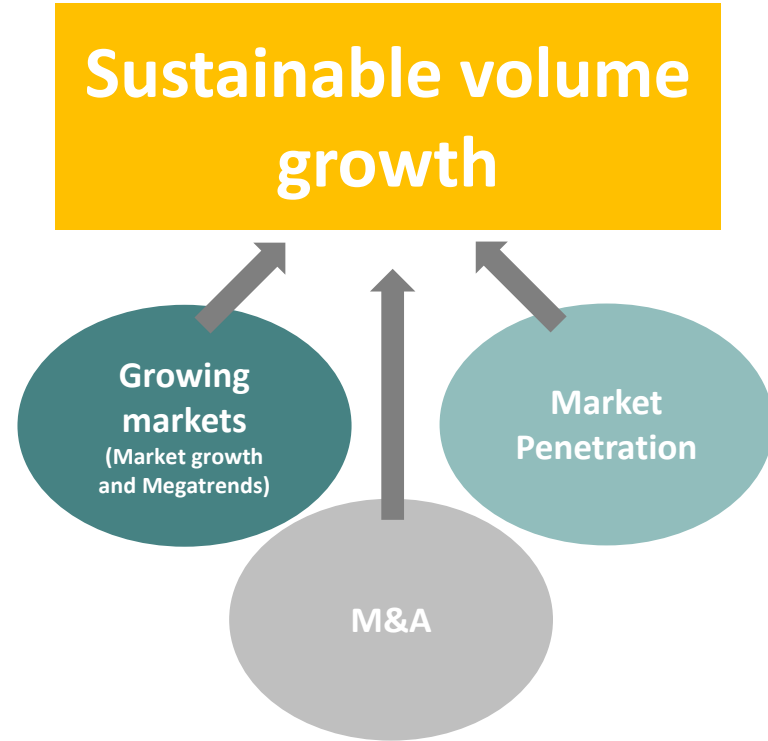 Sustainable volume
growth
Growing
markets
(Market growth
and Megatrends)
Market
Penetration
M&A